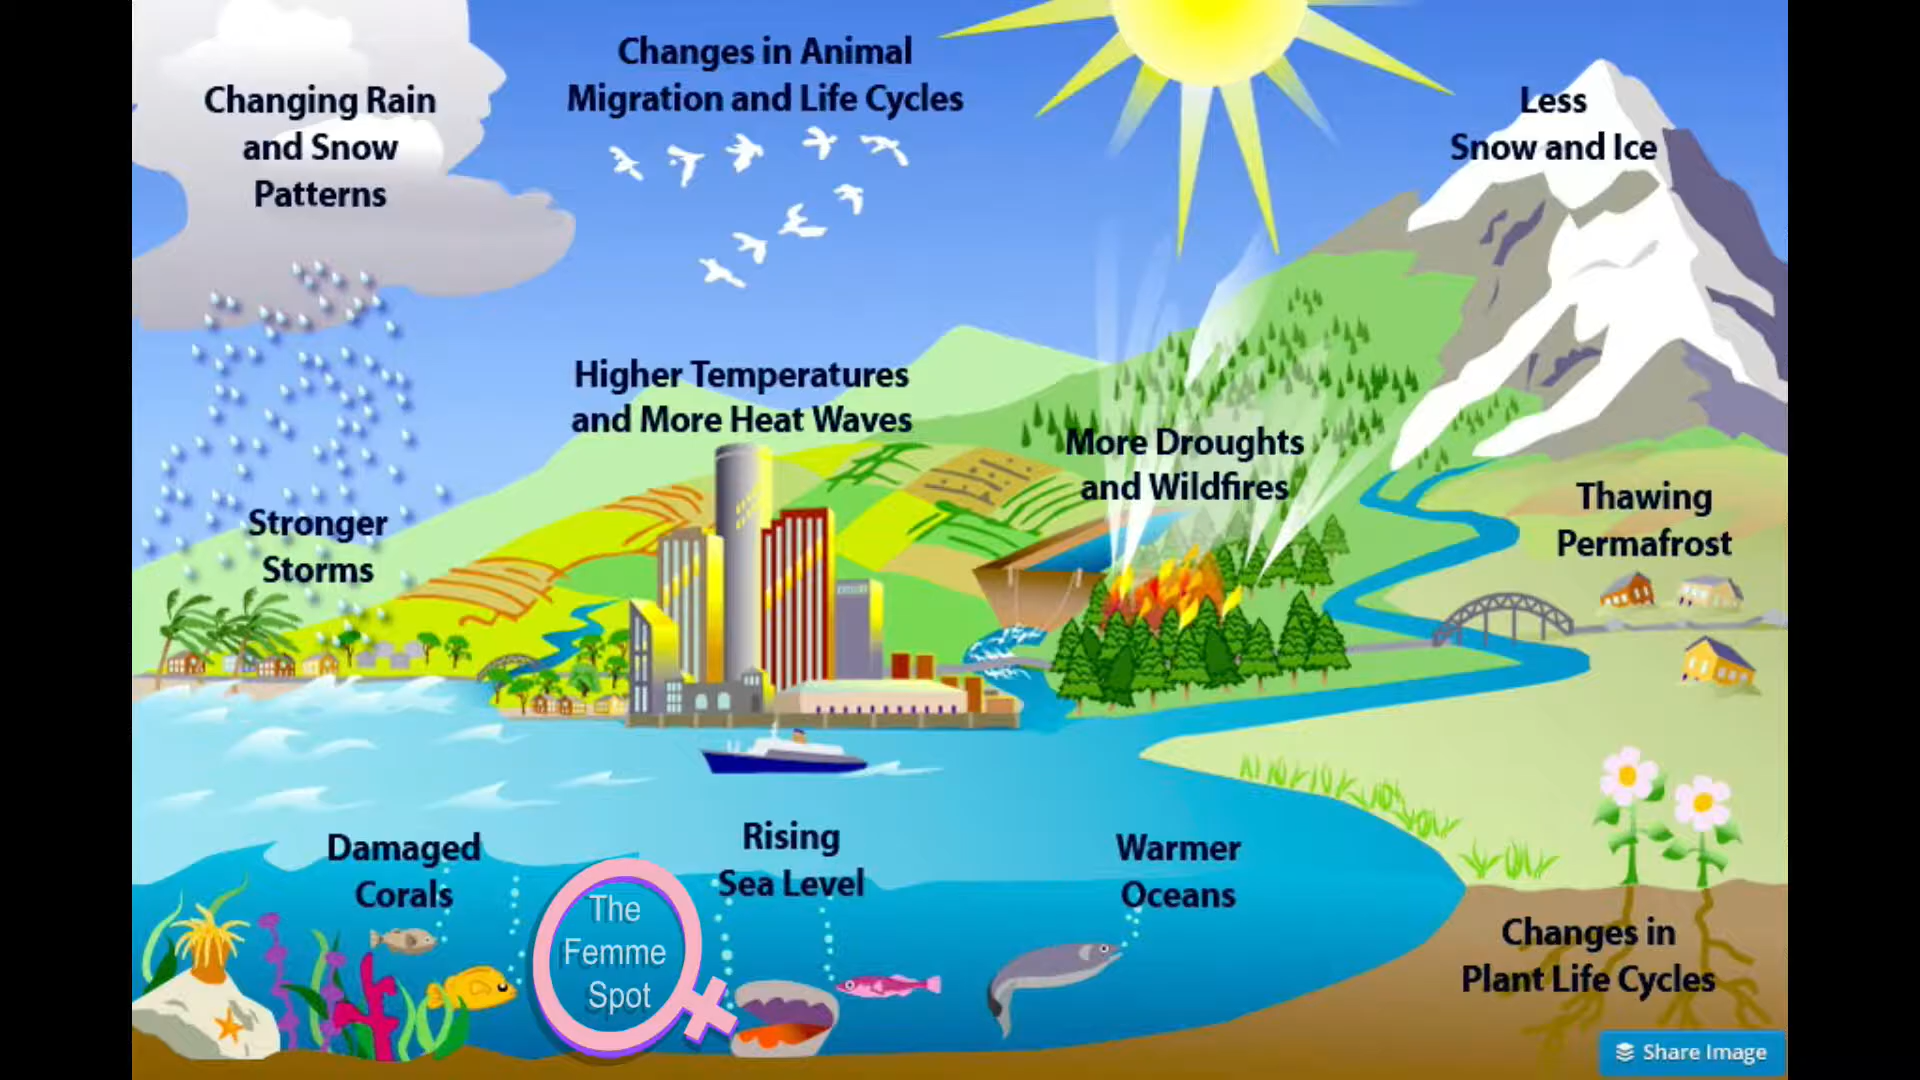 Changes in Animal
Migration and Life Cycles
Changing Rain
and Snow
Patterns
Less
Snow and Ice
Higher Temperatures
and More Heat Waves
More Droughts
and Wildfires
Stronger
Storms
Thawing
Permafrost
Damaged
Corals
Rising
Sea Level
Warmer
Oceans
The
Femme
Spot
Changes in
Plant Life Cycles
Share Image